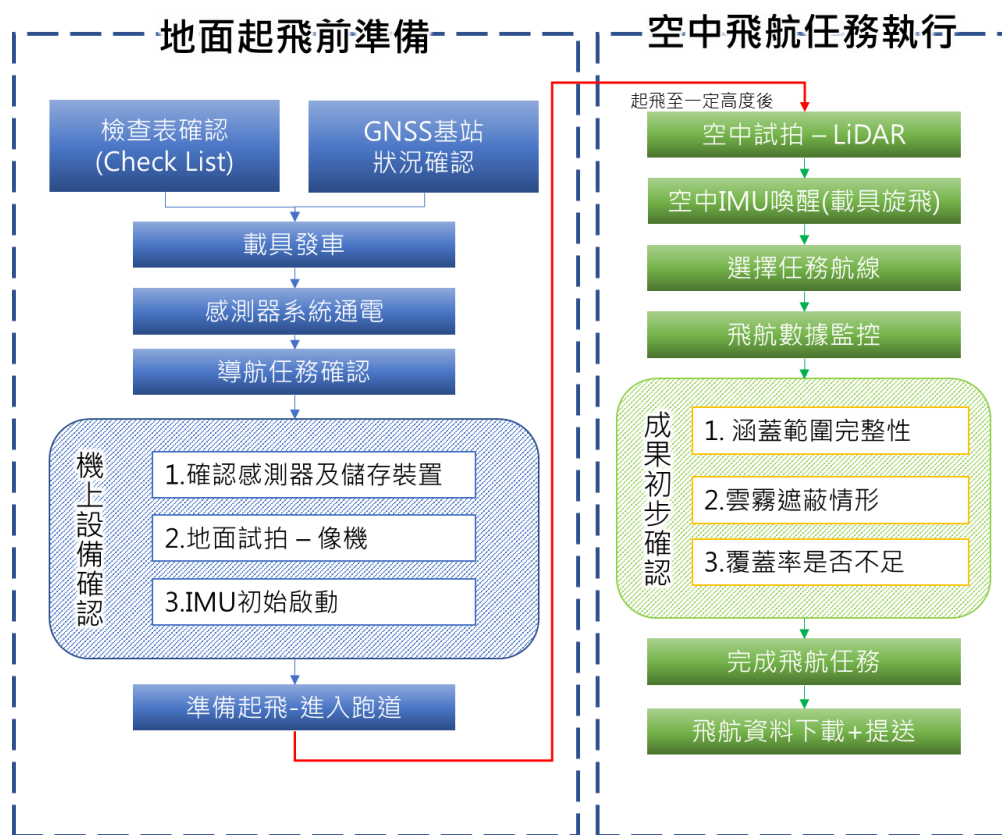 地面起飛前準備
檢查表確認
(Check List)
GNSS基站
狀況確認
載具發車
感測器系統通電
導航任務確認
機上設備確認
1.確認感測器及儲存裝置
2.地面試拍 – 像機
3.IMU初始啟動
準備起飛-進入跑道
空中飛航任務執行
起飛至一定高度後
空中試拍 – LiDAR
空中IMU喚醒(載具旋飛)
選擇任務航線
飛航數據監控
成果初步確認
1. 涵蓋範圍完整性
2.雲霧遮蔽情形
3.覆蓋率是否不足
完成飛航任務
飛航資料下載+提送